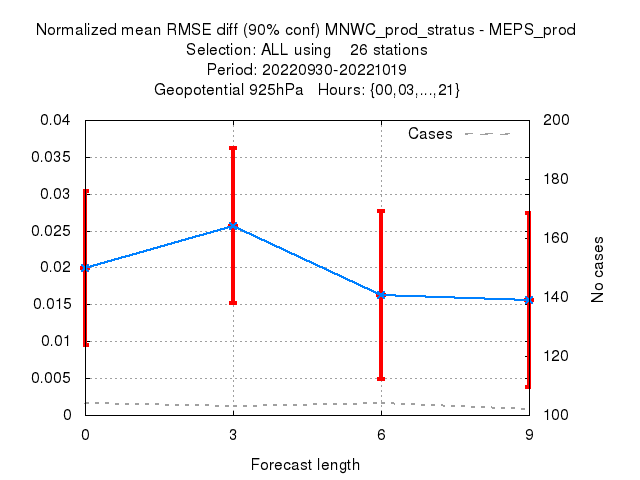 Normalized mean RMSE diff (90% conf) MNWC_prod_stratus - MEPS_prod
Selection: ALL using 26 stations
Period: 20220930-20221019
Geopotential 925hPa Hours: {00,03,...,21}
Cases
0.04
0.035
0.03
0.025
0.02
0.015
0.01
0.005
0
200
180
160
140
120
100
No cases
0 3 6 9
Forecast length